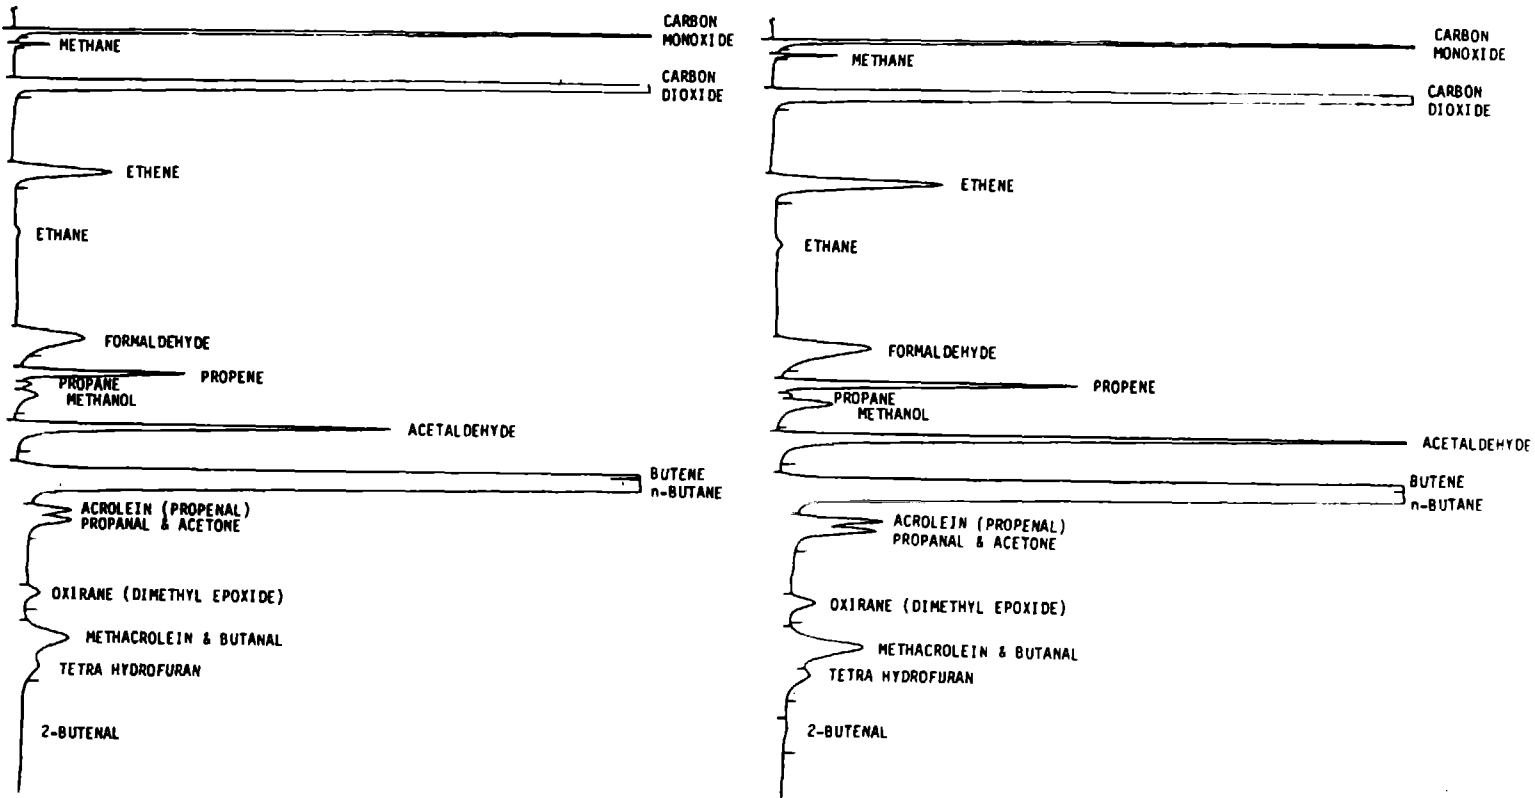 CARBON
MONOXIDE
METHANE
CARBON
DIOXIDE
ETHENE
ETHANE
FORMALDEHYDE
PROPENE
PROPANE
METHANOL
ACETALDEHYDE
BUTENE
n-BUTANE
ACROLEIN (PROPENAL)
PROPANAL & ACETONE
OXIRANE (DIMETHYL EPOXIDE)
METHACROLEIN & BUTANAL
TETRA HYDROFURAN
2-BUTENAL
CARBON
MONOXIDE
METHANE
CARBON
DIOXIDE
ETHENE
ETHANE
FORMALDEHYDE
PROPENE
PROPANE
METHANOL
ACETALDEHYDE
BUTENE
n-BUTANE
ACROLEIN (PROPENAL)
PROPANAL & ACETONE
OXIRANE (DIMETHYL EPOXIDE)
METHACROLEIN & BUTANAL
TETRA HYDROFURAN
2-BUTENAL